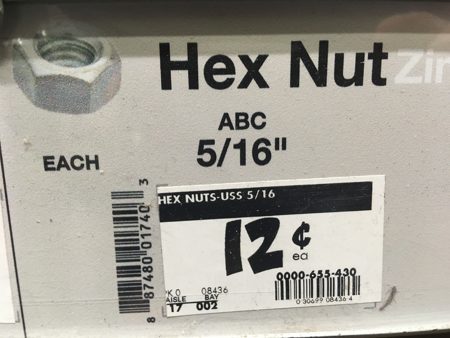 Hex Nut Zin
ABC
EACH
5/16"
8 87480 01740 3
HEX NUTS-USS 5/16
12¢
ea
0000-655-430
PK 0 08436
AISLE BAY
17 002
0 30699 08436 4